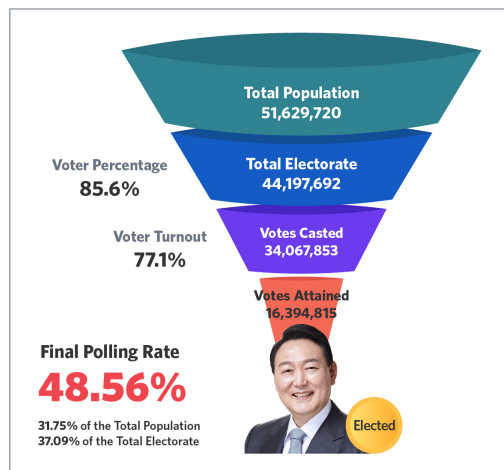 Total Population
51,629,720
Voter Percentage
85.6%
Total Electorate
44,197,692
Voter Turnout
77.1%
Votes Casted
34,067,853
Votes Attained
16,394,815
Final Polling Rate
48.56%
31.75% of the Total Population
37.09% of the Total Electorate
Elected